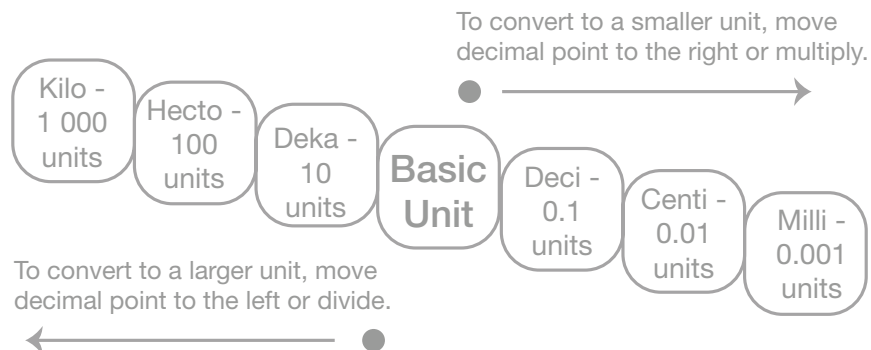 To convert to a smaller unit, move
decimal point to the right or multiply.
Kilo -
1 000
units
Hecto -
100
units
Deka -
10
units
Basic
Unit
Deci -
0.1
units
Centi -
0.01
units
Milli -
0.001
units
To convert to a larger unit, move
decimal point to the left or divide.